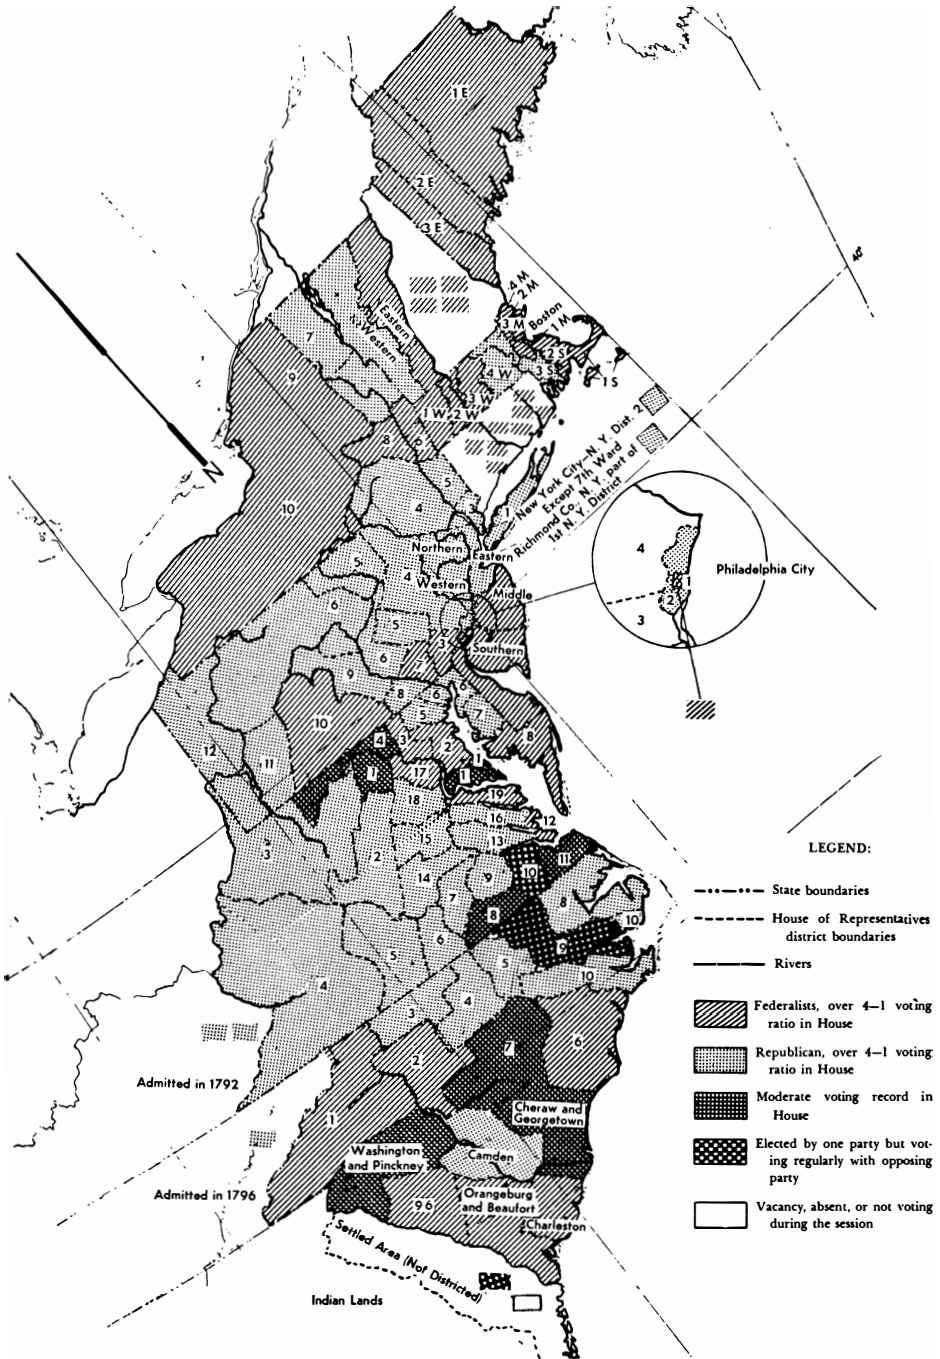 1 E
2 E
3 E
4 M
2 M
3 M
Boston
1 M
2 S
3 S
1 S
4 W
3 W
1 W
2 W
Eastern
Western
7
9
10
8
6
5
4
3
1
40°
New York City—N. Y. Dist. 2
Except 7th Ward
Richmond Co., N. Y. part of
1st N. Y. District
N
Northern
Eastern
Western
Middle
Southern
5
4
6
5
3
6
7
9
8
10
12
11
4
1
2
3
Philadelphia City
6
6
7
5
8
4
3
2
1
1
1
17
18
19
16
12
15
13
3
2
14
9
10
11
7
8
8
10
9
6
5
5
10
4
4
3
7
6
2
1
Admitted in 1792
Admitted in 1796
Cheraw and
Georgetown
Washington
and Pinckney
Camden
96
Orangeburg
and Beaufort
Charleston
Settled Area (Not Districted)
Indian Lands
LEGEND:
State boundaries
House of Representatives
district boundaries
Rivers
Federalists, over 4—1 voting
ratio in House
Republican, over 4—1 voting
ratio in House
Moderate voting record in
House
Elected by one party but vot-
ing regularly with opposing
party
Vacancy, absent, or not voting
during the session